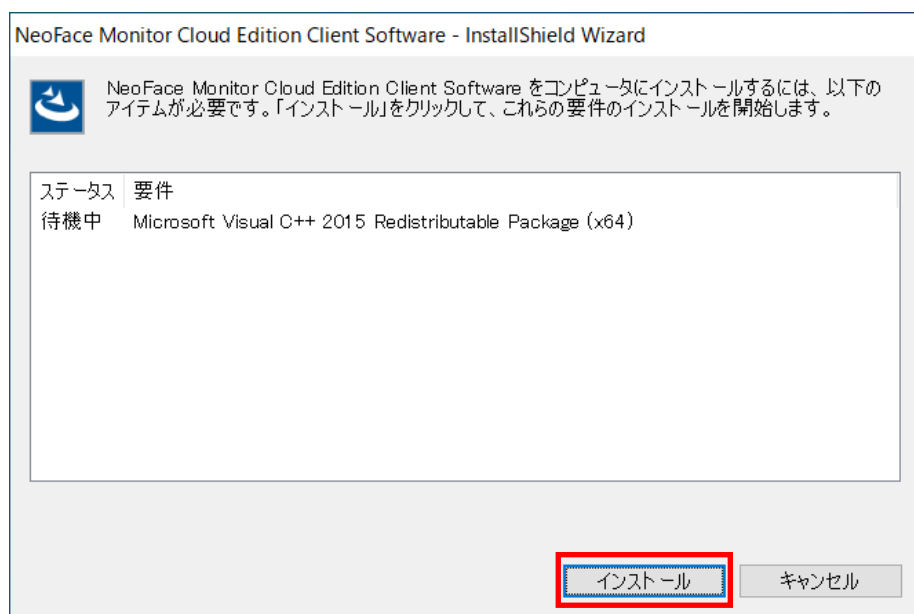 NeoFace Monitor Cloud Edition Client Software - InstallShield Wizard
NeoFace Monitor Cloud Edition Client Software をコンピュータにインストールするには、以下の
アイテムが必要です。「インストール」をクリックして、これらの要件のインストールを開始します。
ステータス 要件
待機中 Microsoft Visual C++ 2015 Redistributable Package (x64)
インストール キャンセル